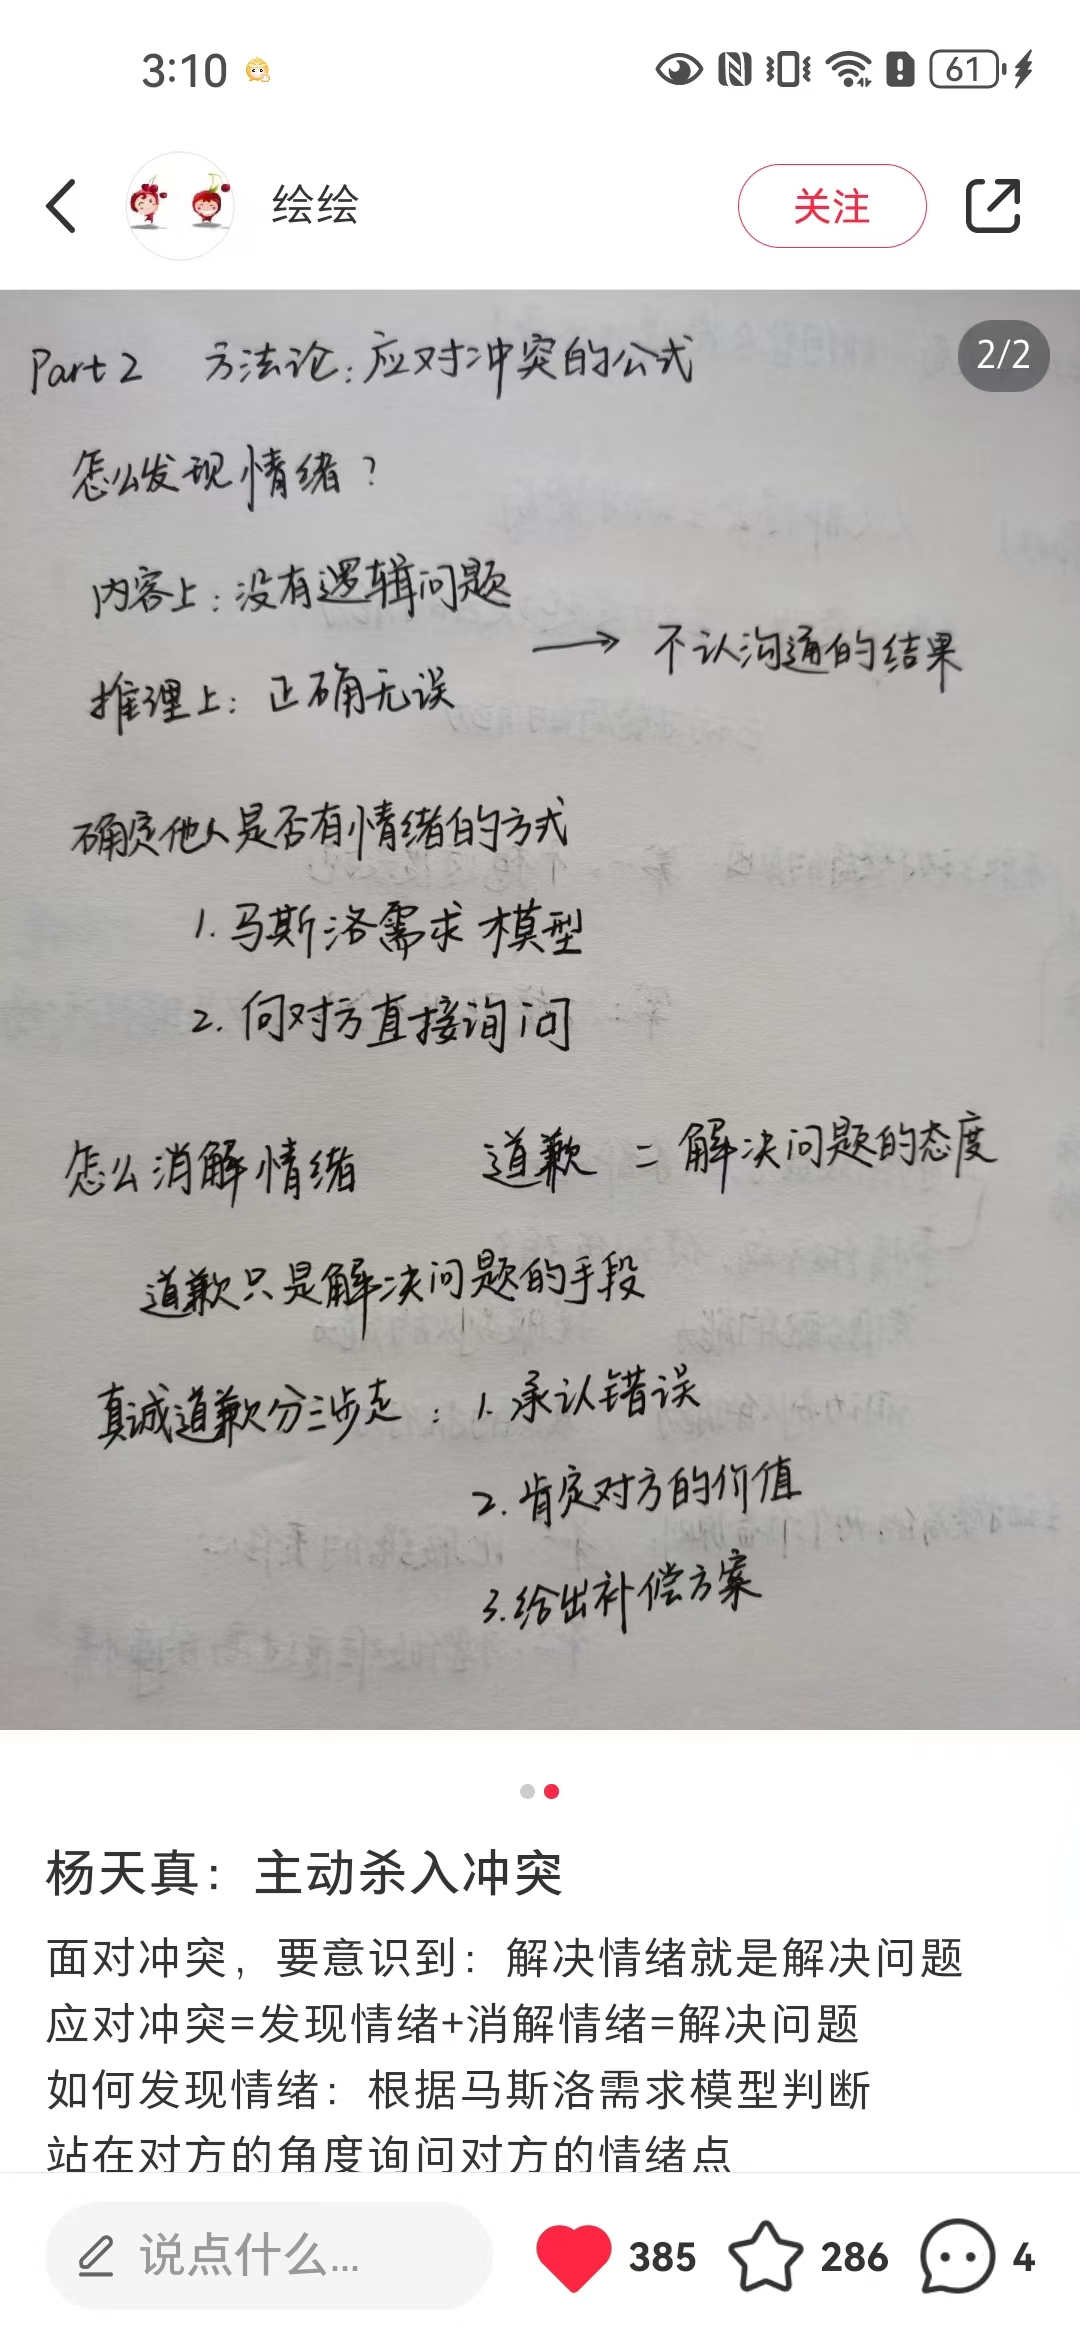 3:10
61
绘绘
关注
2/2
Part 2 方法论：应对冲突的公式
怎么发现情绪？
内容上：没有逻辑问题
→ 不认沟通的结果
推理上：正确无误
确定他人是否有情绪的方式
1. 马斯洛需求模型
2. 向对方直接询问
怎么消解情绪 道歉 = 解决问题的态度
道歉只是解决问题的手段
真诚道歉分三步走：1. 承认错误
2. 肯定对方的价值
3. 给出补偿方案
杨天真：主动杀入冲突
面对冲突，要意识到：解决情绪就是解决问题
应对冲突=发现情绪+消解情绪=解决问题
如何发现情绪：根据马斯洛需求模型判断
站在对方的角度询问对方的情绪点
说点什么...
385
286
4